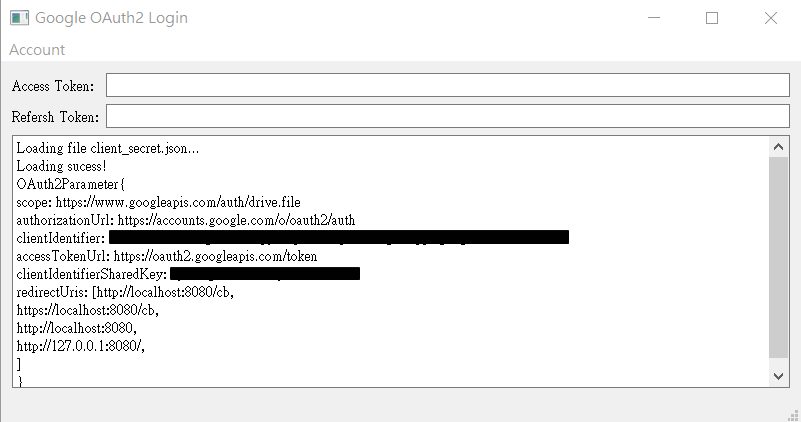 Google OAuth2 Login
Account
Access Token:
Refersh Token:
Loading file client_secret.json...
Loading sucess!
OAuth2Parameter{
scope: https://www.googleapis.com/auth/drive.file
authorizationUrl: https://accounts.google.com/o/oauth2/auth
clientIdentifier:
accessTokenUrl: https://oauth2.googleapis.com/token
clientIdentifierSharedKey:
redirectUris: [http://localhost:8080/cb,
https://localhost:8080/cb,
http://localhost:8080,
http://127.0.0.1:8080/,
]
}